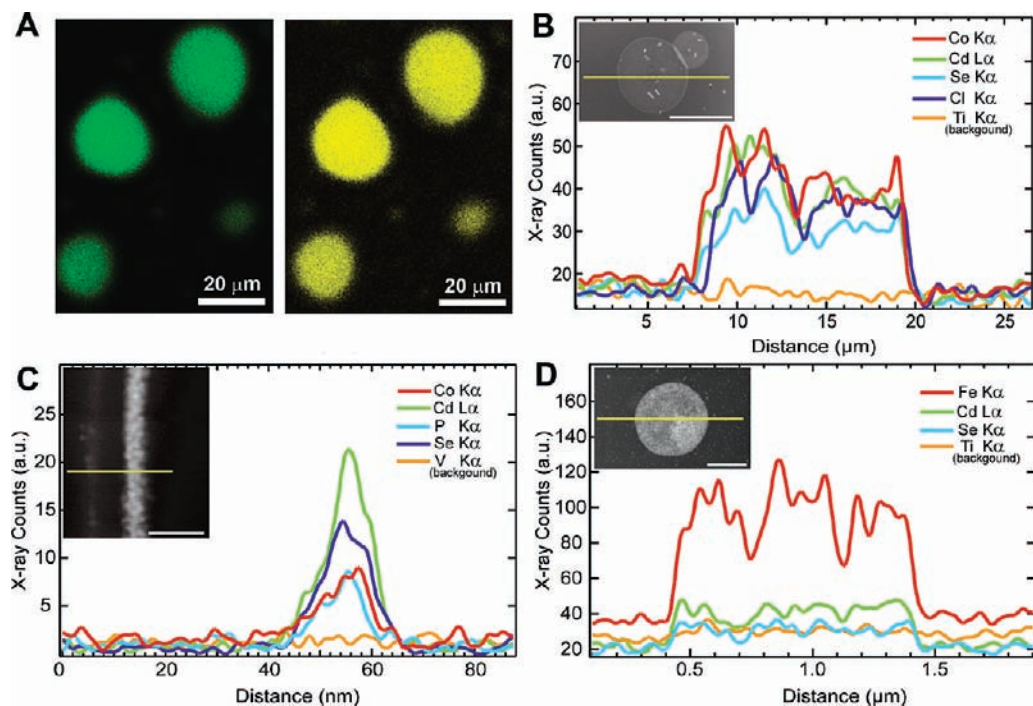 A
20 μm
20 μm
B
Co Kα
Cd Lα
Se Kα
Cl Kα
Ti Kα
(backgound)
X-ray Counts (a.u.)
70
60
50
40
30
20
5
10
15
20
25
Distance (μm)
C
Co Kα
Cd Lα
P Kα
Se Kα
V Kα
(backgound)
X-ray Counts (a.u.)
25
20
15
10
5
0
20
40
60
80
Distance (nm)
D
Fe Kα
Cd Lα
Se Kα
Ti Kα
(backgound)
X-ray Counts (a.u.)
160
140
120
100
80
60
40
20
0.5
1.0
1.5
Distance (μm)